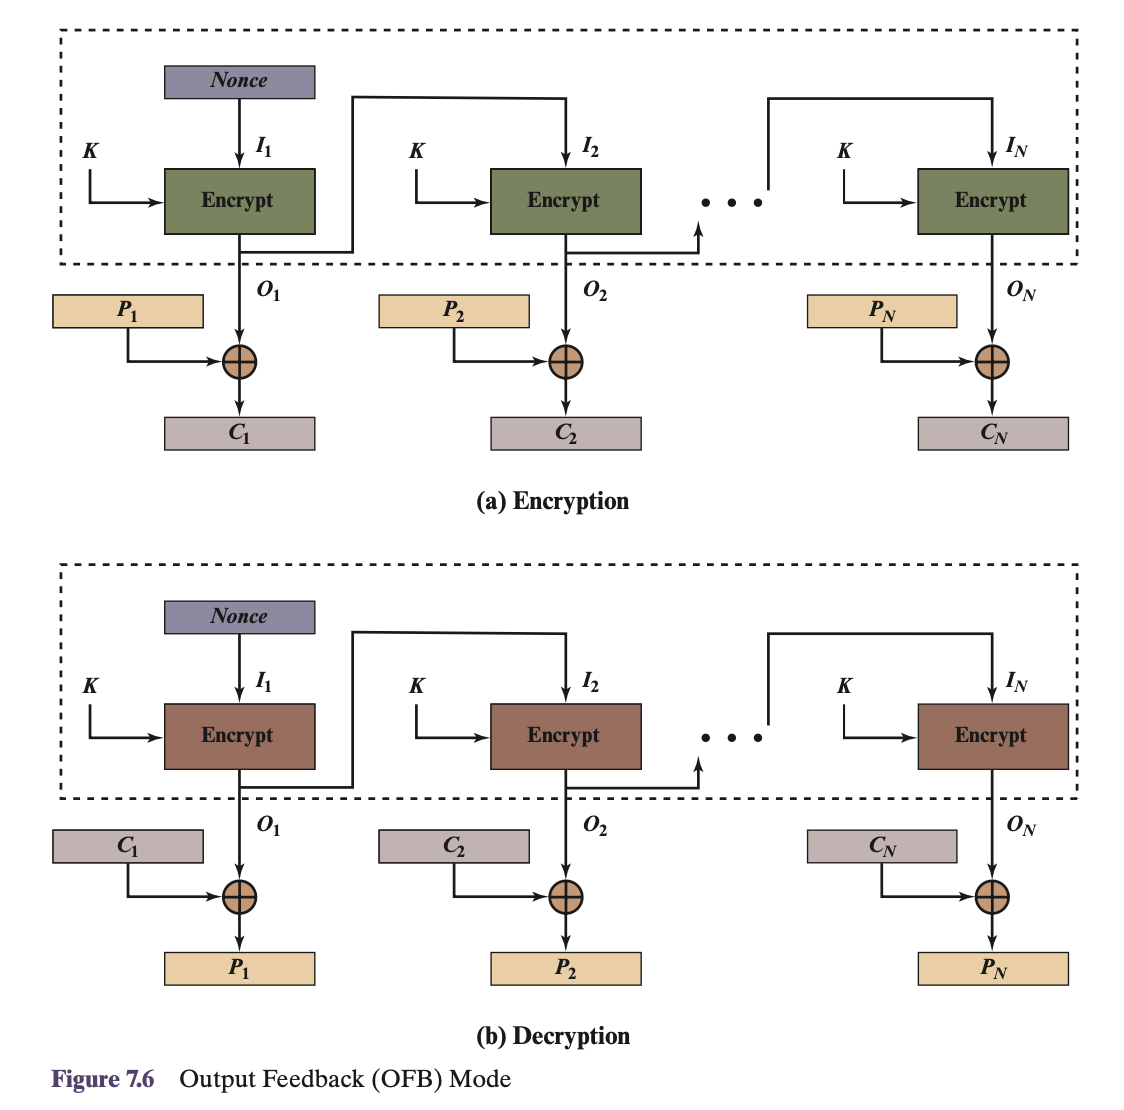 Nonce
K I1 K I2 K IN
Encrypt Encrypt . . . Encrypt
O1 O2 ON
P1 P2 PN
C1 C2 CN
(a) Encryption
Nonce
K I1 K I2 K IN
Encrypt Encrypt . . . Encrypt
O1 O2 ON
C1 C2 CN
P1 P2 PN
(b) Decryption
Figure 7.6 Output Feedback (OFB) Mode